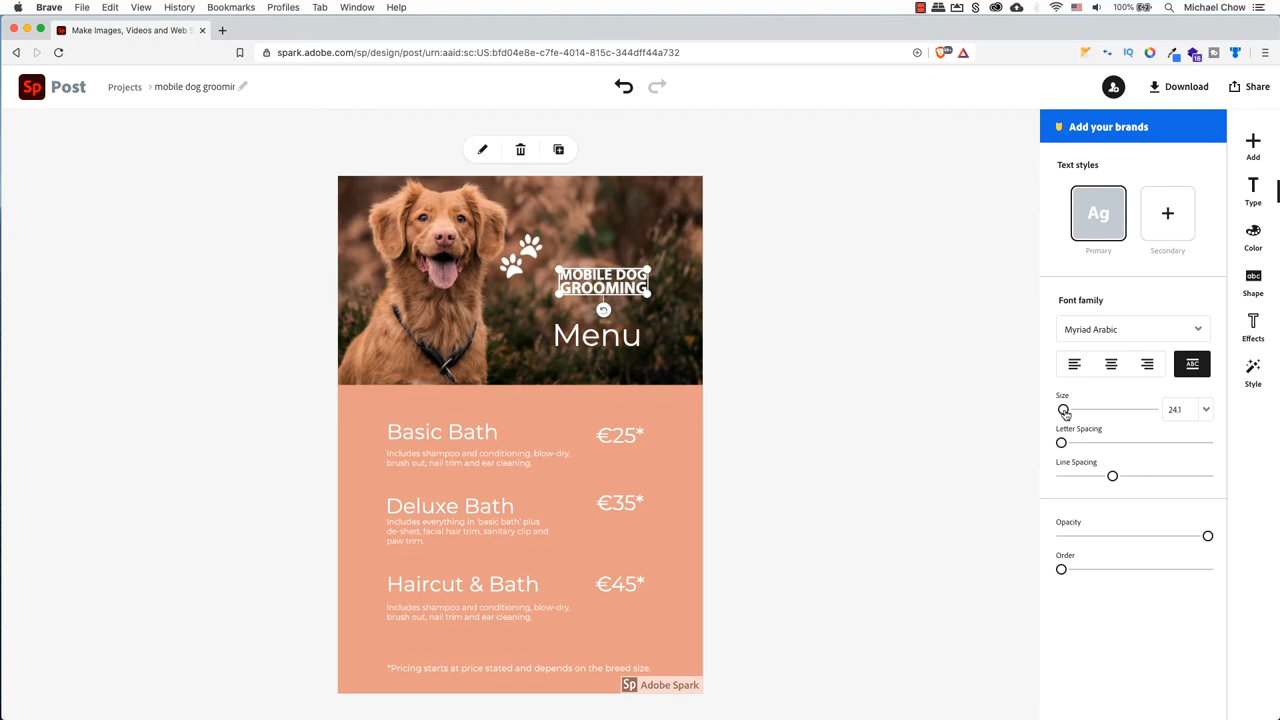 Brave File Edit View History Bookmarks Profiles Tab Window Help 100% Michael Chow
Make Images, Videos and Web S
spark.adobe.com/sp/design/post/urn:aaid:sc:US:bfd04e8e-c7fe-4014-815c-344dff44a732
Sp Post Projects > mobile dog groomin Download Share
Add your brands
Text styles
Ag +
Primary Secondary
Font family
Myriad Arabic
ABC
Size
24.1
Letter Spacing
Line Spacing
Opacity
Order
Add
T
Type
Color
abc
Shape
Effects
Style
MOBILE DOG
GROOMING
Menu
Basic Bath €25*
Includes shampoo and conditioning, blow-dry,
brush out, nail trim and ear cleaning.
Deluxe Bath €35*
Includes everything in 'basic bath' plus
de-shed, facial hair trim, sanitary clip and
paw trim.
Haircut & Bath €45*
Includes shampoo and conditioning, blow-dry,
brush out, nail trim and ear cleaning.
*Pricing starts at price stated and depends on the breed size.
Sp Adobe Spark